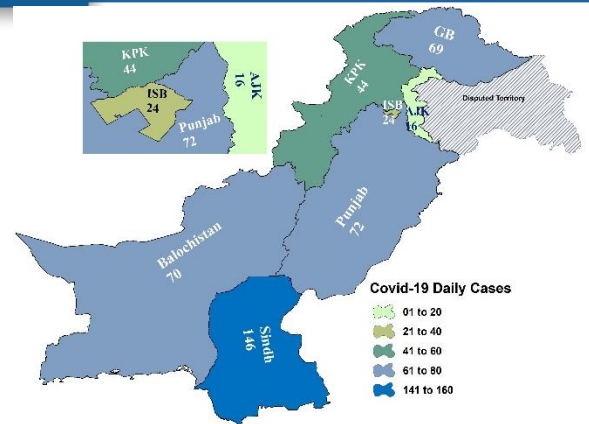 KPK
44
ISB
24
Punjab
72
AJK
16
GB
69
KPK
44
ISB
24
AJK
16
Disputed Territory
Punjab
72
Balochistan
70
Sindh
146
Covid-19 Daily Cases
01 to 20
21 to 40
41 to 60
61 to 80
141 to 160